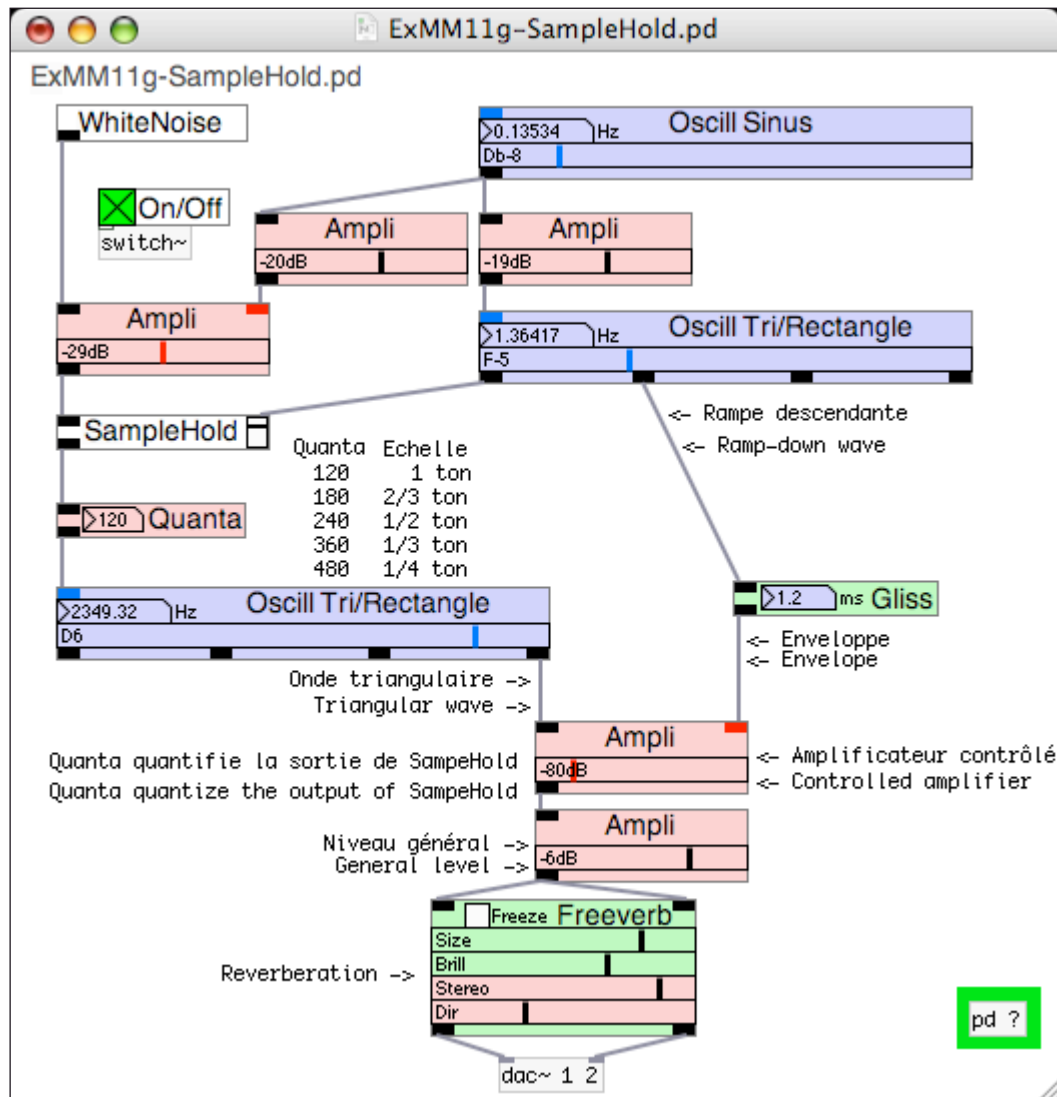 ExMM11g-SampleHold.pd
ExMM11g-SampleHold.pd
WhiteNoise
Oscill Sinus
0.13534 Hz
Db-8
On/Off
switch~
Ampli
-20dB
Ampli
-19dB
Ampli
-29dB
Oscill Tri/Rectangle
1.36417 Hz
F-5
SampleHold
<- Rampe descendante
<- Ramp-down wave
Quanta Echelle
120 1 ton
180 2/3 ton
240 1/2 ton
360 1/3 ton
480 1/4 ton
120 Quanta
Oscill Tri/Rectangle
2349.32 Hz
D6
1.2 ms Gliss
<- Enveloppe
<- Envelope
Onde triangulaire ->
Triangular wave ->
Ampli
-80dB
Quanta quantifie la sortie de SampeHold
Quanta quantize the output of SampeHold
<- Amplificateur contrôlé
<- Controlled amplifier
Ampli
-6dB
Niveau général ->
General level ->
Freeze Freeverb
Size
Brill
Stereo
Dir
Reverberation ->
pd ?
dac~ 1 2